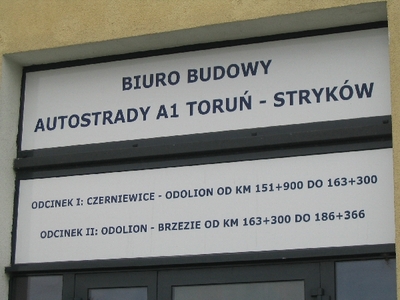 BIURO BUDOWY
AUTOSTRADY A1 TORUŃ - STRYKÓW
ODCINEK I: CZERNIEWICE - ODOLION OD KM 151+900 DO 163+300
ODCINEK II: ODOLION - BRZEZIE OD KM 163+300 DO 186+366